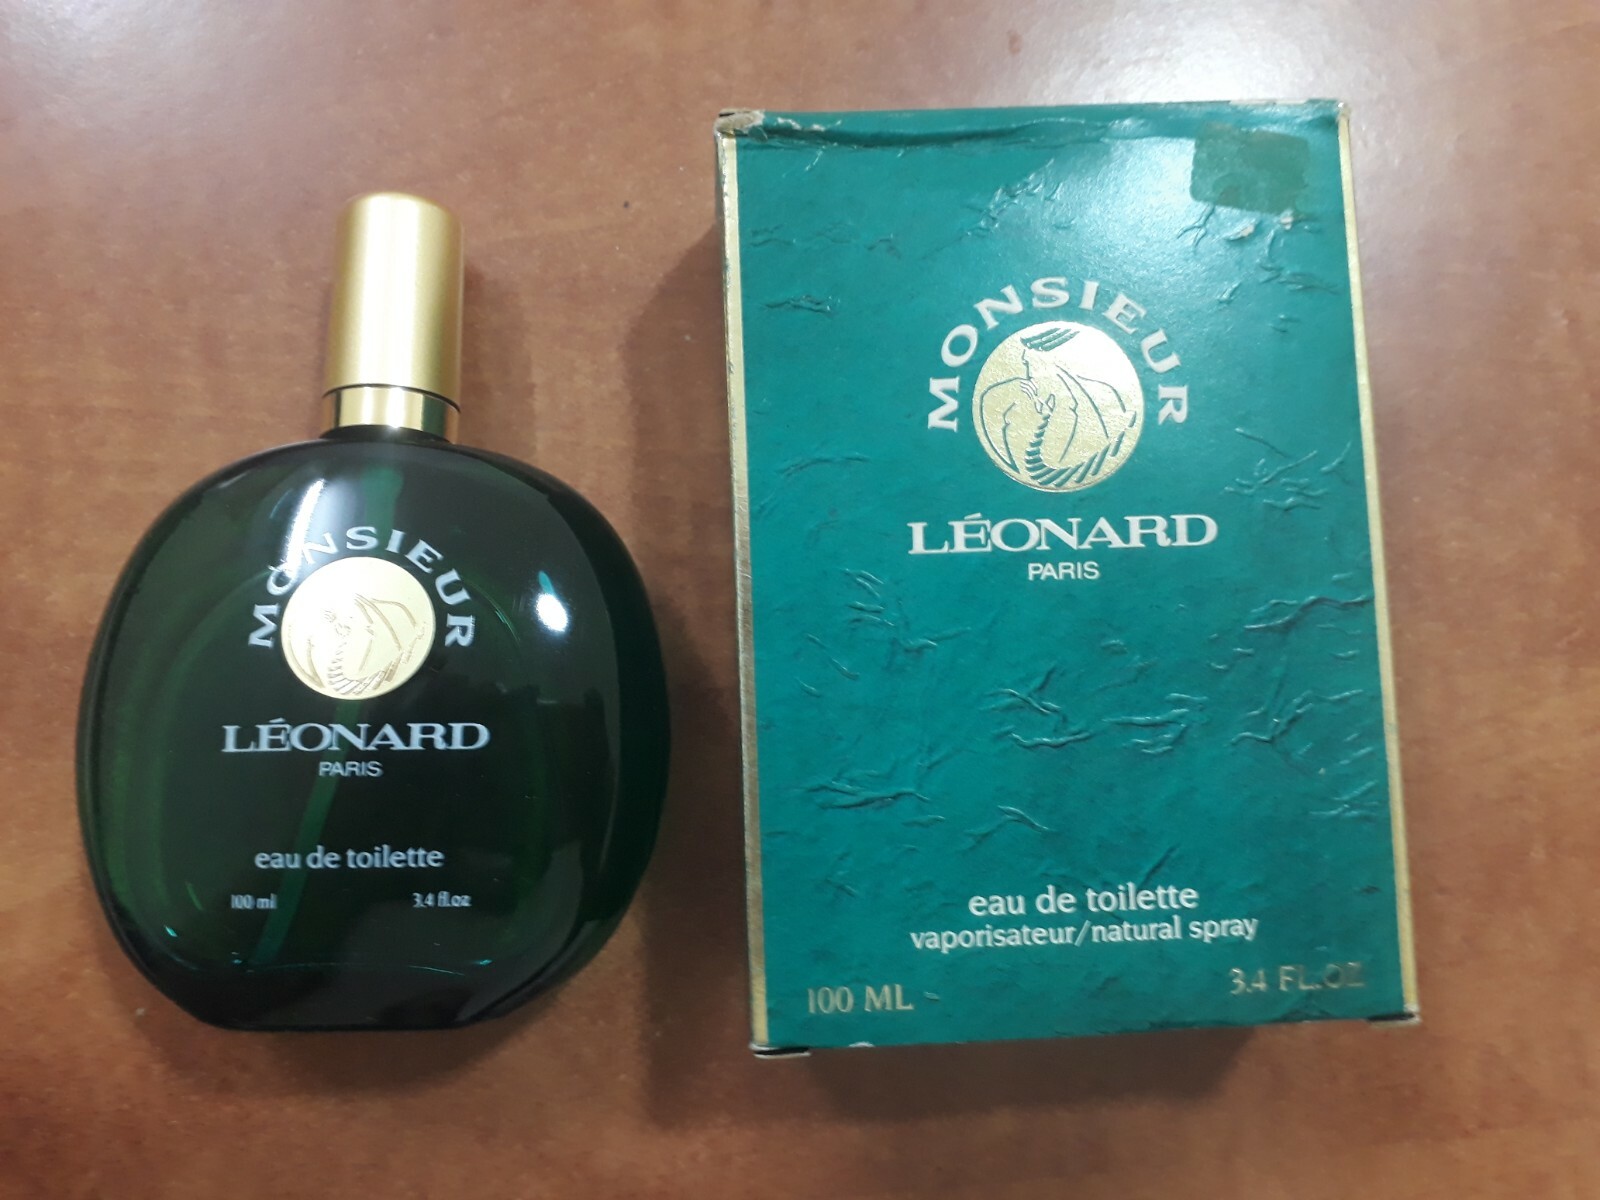 MONSIEUR
LÉONARD
PARIS
eau de toilette
100 ml 3.4 fl.oz
MONSIEUR
LÉONARD
PARIS
eau de toilette
vaporisateur/natural spray
100 ML 3.4 FL.OZ